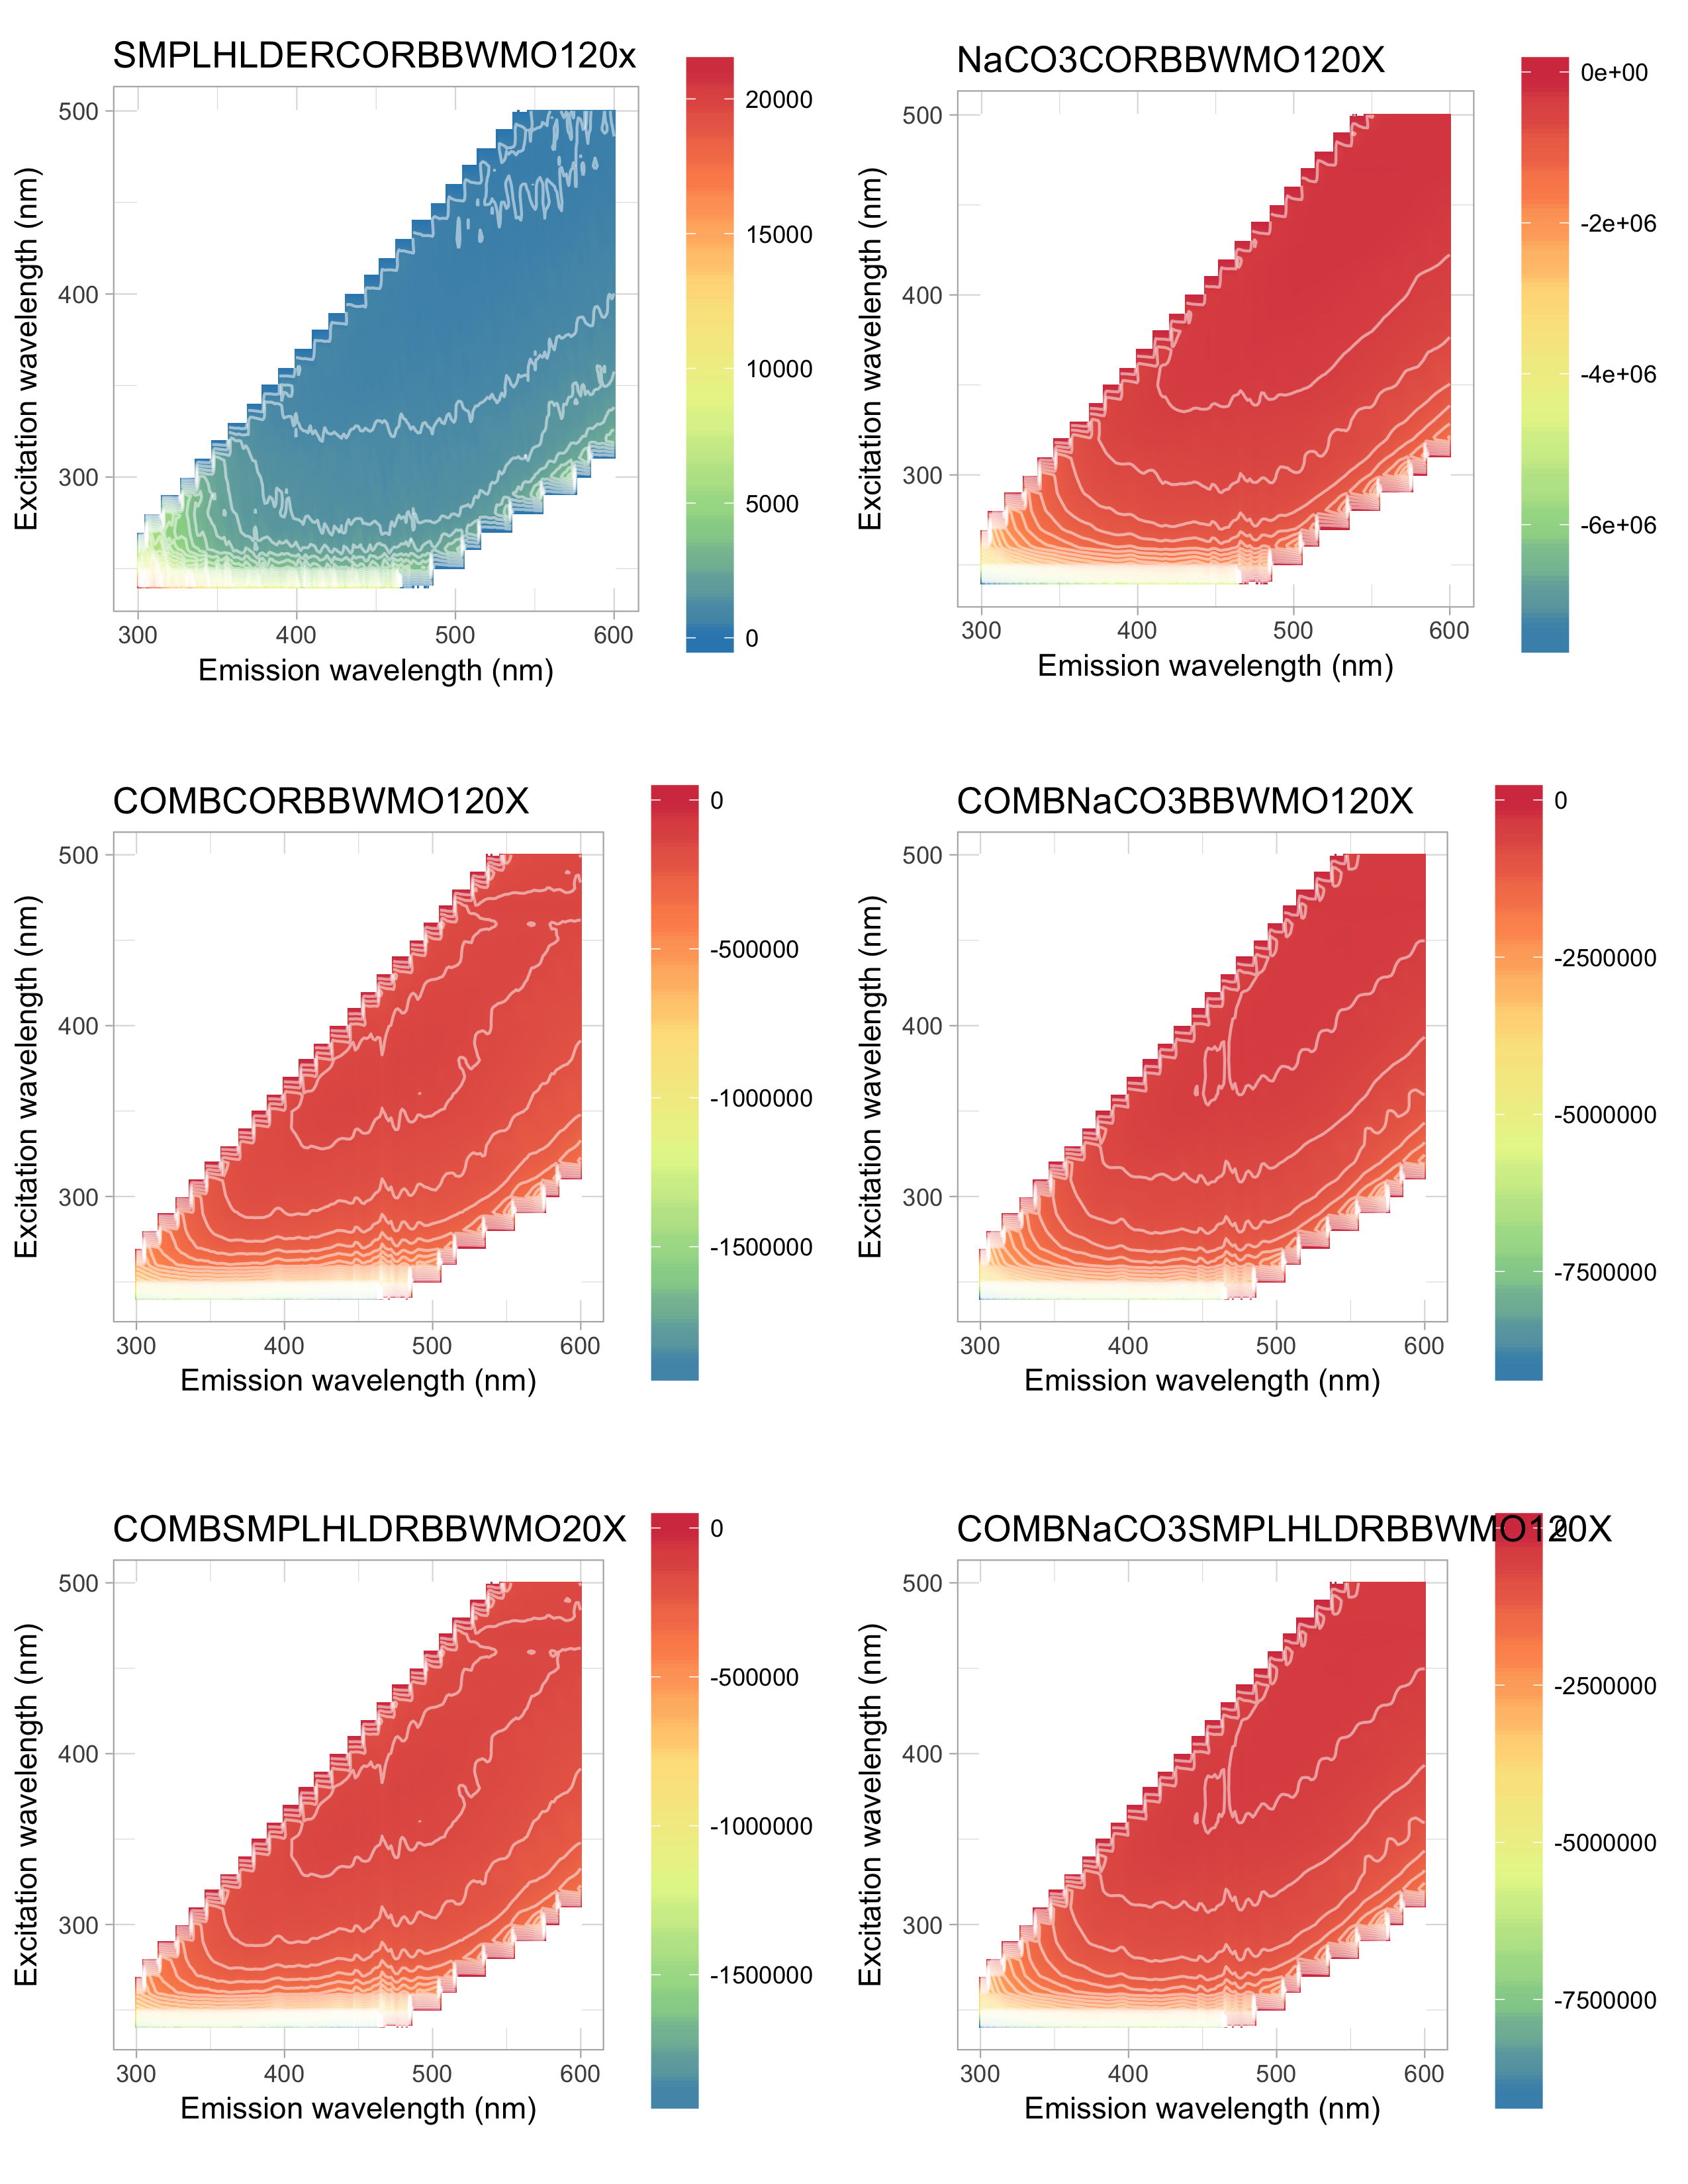 SMPLHLDERCORBBWMO120x
500
400
300
300 400 500 600
Emission wavelength (nm)
Excitation wavelength (nm)
20000
15000
10000
5000
0
NaCO3CORBBWMO120X
500
400
300
300 400 500 600
Emission wavelength (nm)
Excitation wavelength (nm)
0e+00
-2e+06
-4e+06
-6e+06
COMBCORBBWMO120X
500
400
300
300 400 500 600
Emission wavelength (nm)
Excitation wavelength (nm)
0
-500000
-1000000
-1500000
COMBNaCO3BBWMO120X
500
400
300
300 400 500 600
Emission wavelength (nm)
Excitation wavelength (nm)
0
-2500000
-5000000
-7500000
COMBSMPLHLDRBBWMO20X
500
400
300
300 400 500 600
Emission wavelength (nm)
Excitation wavelength (nm)
0
-500000
-1000000
-1500000
COMBNaCO3SMPLHLDRBBWMO120X
500
400
300
300 400 500 600
Emission wavelength (nm)
Excitation wavelength (nm)
0
-2500000
-5000000
-7500000